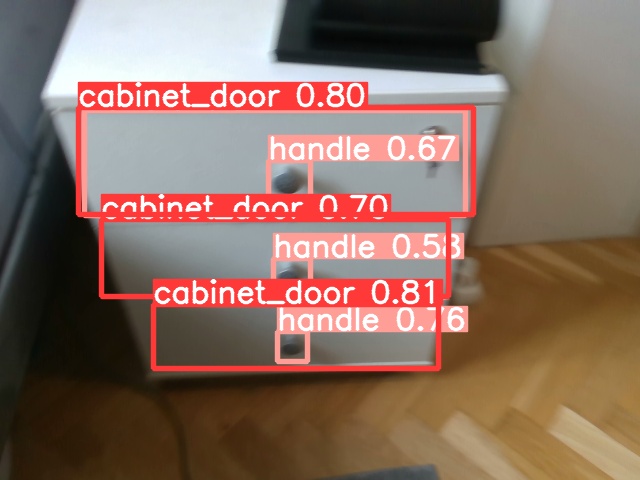 cabinet_door 0.80
handle 0.67
cabinet_door 0.70
handle 0.58
cabinet_door 0.81
handle 0.76